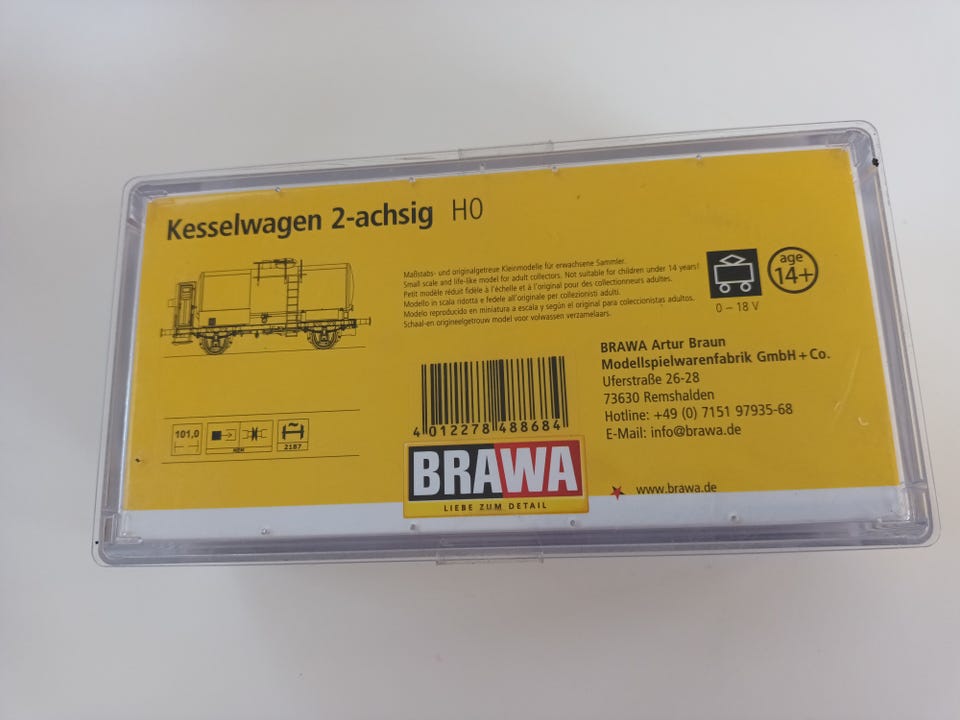 Kesselwagen 2-achsig H0
Maßstabs- und originalgetreue Kleinmodelle für erwachsene Sammler.
Small scale and life-like model for adult collectors. Not suitable for children under 14 years!
Petit modèle réduit fidèle à l'échelle et à l'original pour des collectionneurs adultes.
Modello in scala ridotta e fedele all'originale per collezionisti adulti.
Modelo reproducido en miniatura a escala y según el original para coleccionistas adultos.
Schaal-en origineelgetrouw model voor volwassen verzamelaars.
0 – 18 V
age
14+
BRAWA Artur Braun
Modellspielwarenfabrik GmbH + Co.
Uferstraße 26-28
73630 Remshalden
Hotline: +49 (0) 7151 97935-68
E-Mail: info@brawa.de
101,0
NEM
2187
4 012278 488684
BRAWA
LIEBE ZUM DETAIL
www.brawa.de